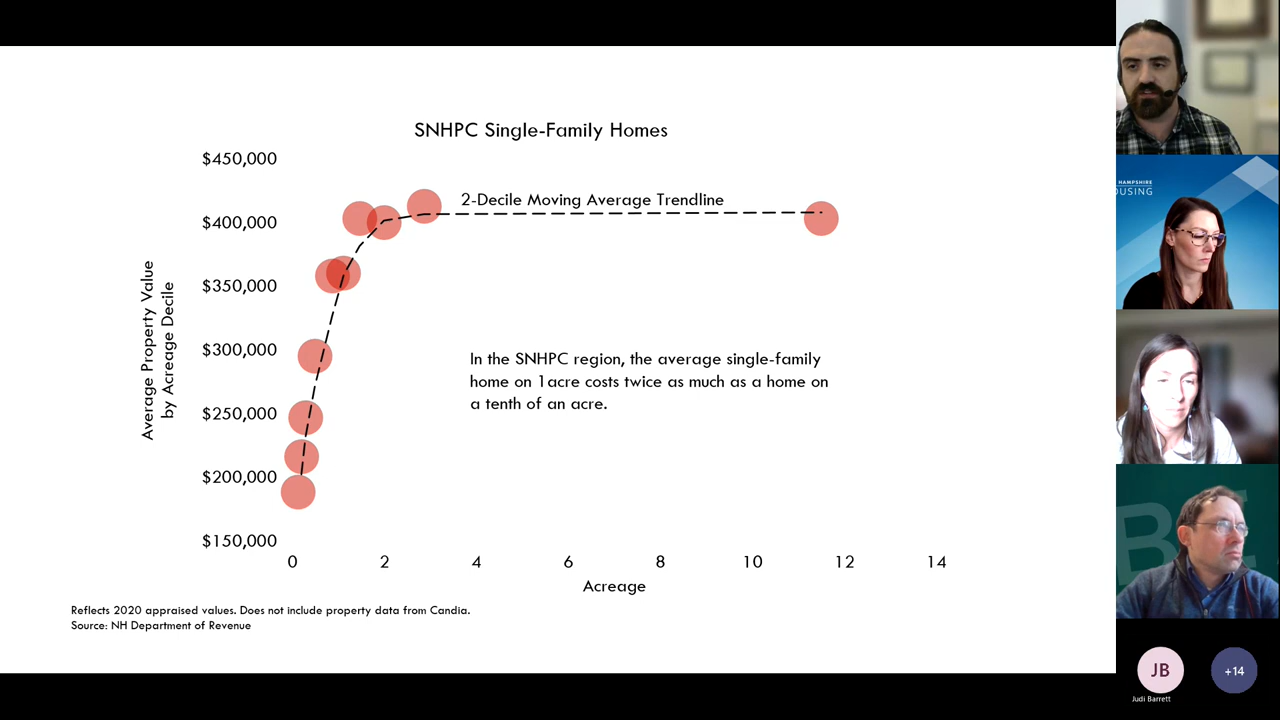 SNHPC Single-Family Homes
$450,000
$400,000
$350,000
$300,000
$250,000
$200,000
$150,000
Average Property Value
by Acreage Decile
2-Decile Moving Average Trendline
In the SNHPC region, the average single-family
home on 1acre costs twice as much as a home on
a tenth of an acre.
0 2 4 6 8 10 12 14
Acreage
Reflects 2020 appraised values. Does not include property data from Candia.
Source: NH Department of Revenue
HAMPSHIRE
OUSING
JB
Judi Barrett
+14